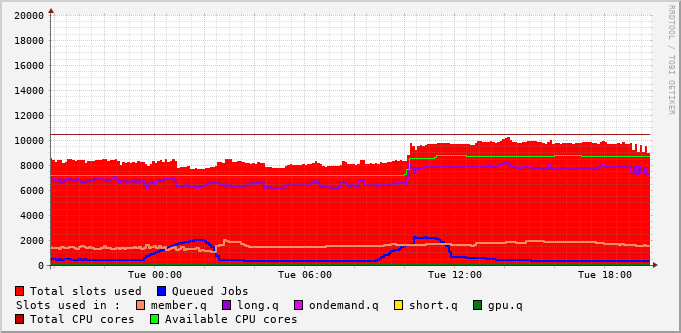 20000
18000
16000
14000
12000
10000
8000
6000
4000
2000
0
Tue 00:00 Tue 06:00 Tue 12:00 Tue 18:00
RRDTOOL / TOBI OETIKER
Total slots used Queued Jobs
Slots used in : member.q long.q ondemand.q short.q gpu.q
Total CPU cores Available CPU cores